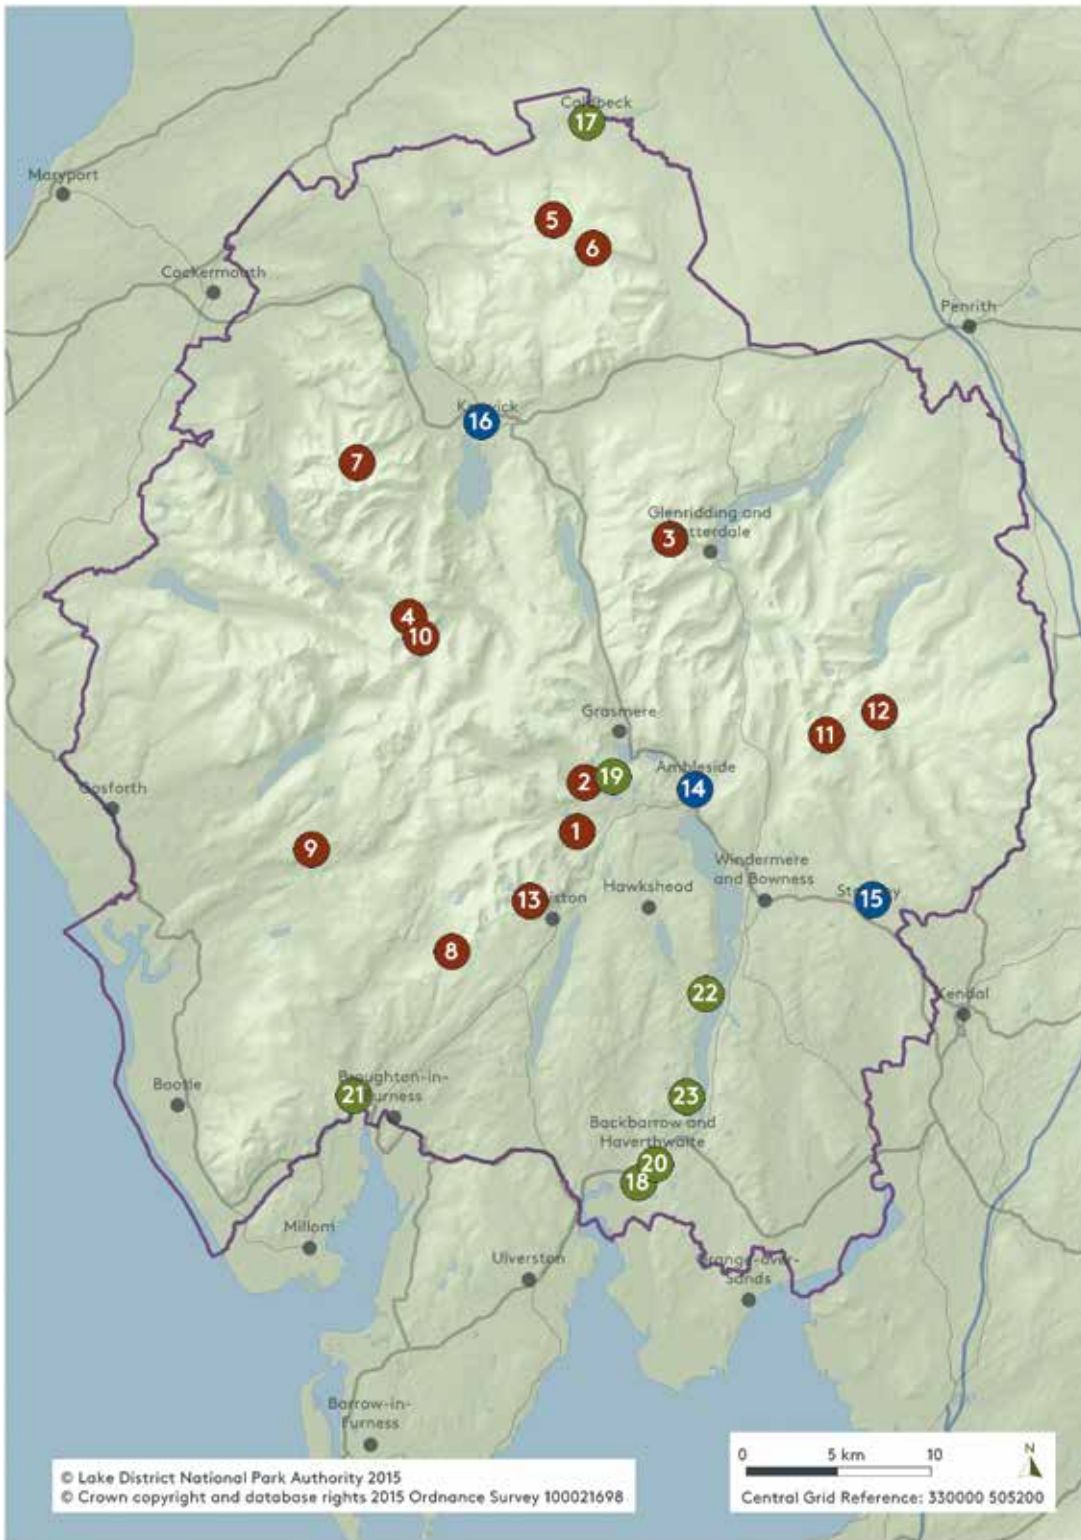 Caldbeck
17
Maryport
5
6
Cockermouth
Penrith
Keswick
16
7
Glenridding and
3
Patterdale
4
10
Grasmere
12
11
Ambleside
19
2
14
Gosforth
1
9
Windermere
and Bowness
Hawkshead
Staveley
15
13
Coniston
8
22
Kendal
Bootle
Broughton-in-
Furness
21
23
Backbarrow and
Haverthwaite
20
18
Millom
Ulverston
Grange-over-
Sands
Barrow-in-
Furness
0 5 km 10 N
Central Grid Reference: 330000 505200
© Lake District National Park Authority 2015
© Crown copyright and database rights 2015 Ordnance Survey 100021698